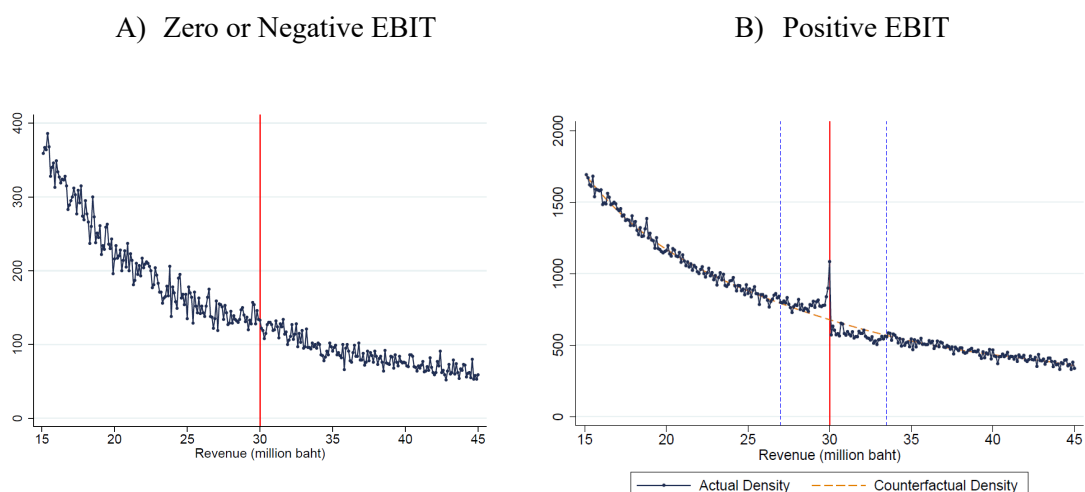 A) Zero or Negative EBIT
400
300
200
100
0
15 20 25 30 35 40 45
Revenue (million baht)
B) Positive EBIT
2000
1500
1000
500
0
15 20 25 30 35 40 45
Revenue (million baht)
Actual Density Counterfactual Density